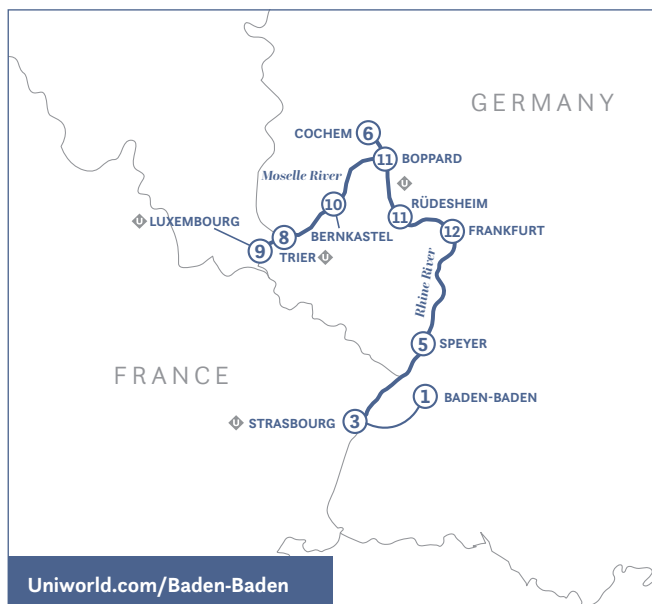 GERMANY
COCHEM
6
11
BOPPARD
Moselle River
U
10
11
RÜDESHEIM
U
LUXEMBOURG
8
BERNKASTEL
12
FRANKFURT
9
TRIER
U
Rhine River
5
SPEYER
FRANCE
1
BADEN-BADEN
U
STRASBOURG
3
Uniworld.com/Baden-Baden